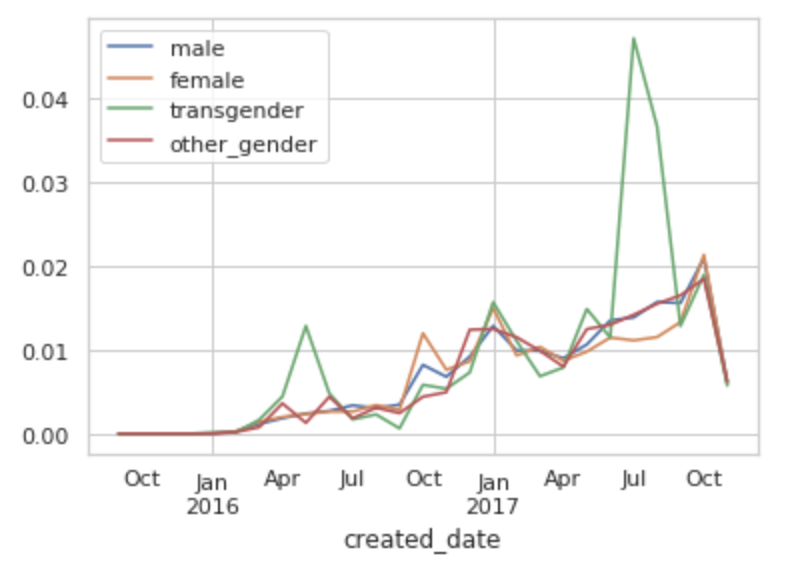 male
female
transgender
other_gender
0.04
0.03
0.02
0.01
0.00
Oct Jan Apr Jul Oct Jan Apr Jul Oct
2016 2017
created_date